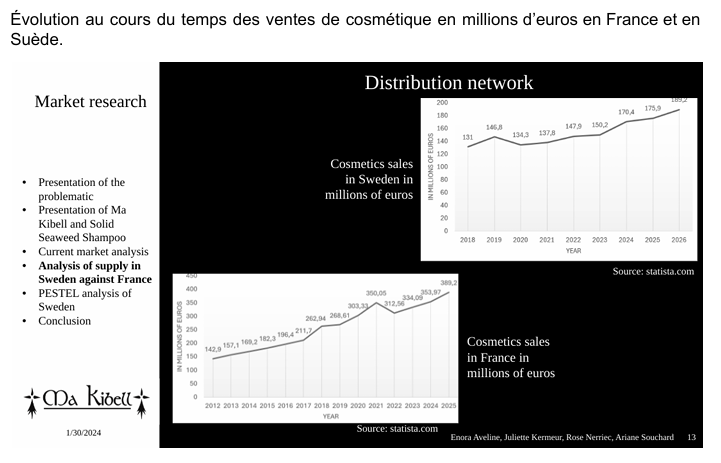 Évolution au cours du temps des ventes de cosmétique en millions d’euros en France et en
Suède.
Market research
• Presentation of the
problematic
• Presentation of Ma
Kibell and Solid
Seaweed Shampoo
• Current market analysis
• Analysis of supply in
Sweden against France
• PESTEL analysis of
Sweden
• Conclusion
Ma Kibell
1/30/2024
Distribution network
Cosmetics sales
in Sweden in
millions of euros
IN MILLIONS OF EUROS
200
180
160
140
120
100
80
60
40
20
0
131 146,8 134,3 137,8 147,9 150,2 170,4 175,9 189,2
2018 2019 2020 2021 2022 2023 2024 2025 2026
YEAR
Source: statista.com
IN MILLIONS OF EUROS
450
400
350
300
250
200
150
100
50
0
142,9 157,1 169,2 182,3 196,4 211,7 262,94 268,61 303,33 350,05 312,56 334,09 353,97 389,2
2012 2013 2014 2015 2016 2017 2018 2019 2020 2021 2022 2023 2024 2025
YEAR
Source: statista.com
Cosmetics sales
in France in
millions of euros
Enora Aveline, Juliette Kermeur, Rose Nerriec, Ariane Souchard 13